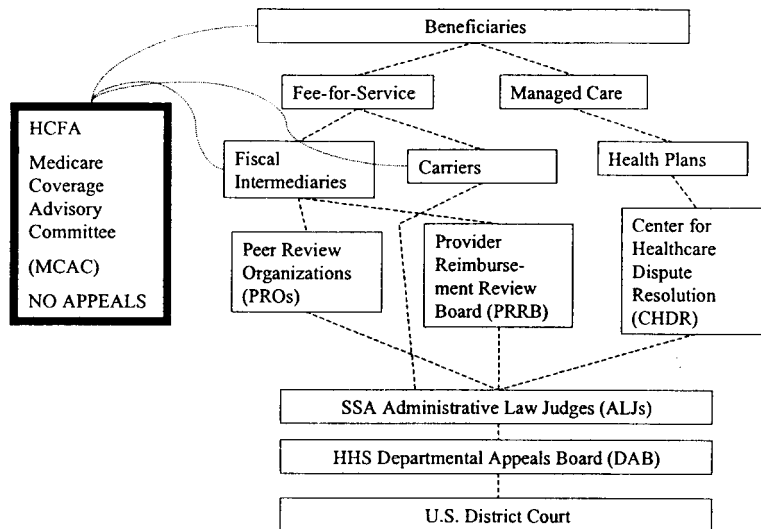 Beneficiaries
Fee-for-Service
Managed Care
HCFA
Medicare
Coverage
Advisory
Committee
(MCAC)
NO APPEALS
Fiscal
Intermediaries
Carriers
Health Plans
Peer Review
Organizations
(PROs)
Provider
Reimburse-
ment Review
Board (PRRB)
Center for
Healthcare
Dispute
Resolution
(CHDR)
SSA Administrative Law Judges (ALJs)
HHS Departmental Appeals Board (DAB)
U.S. District Court